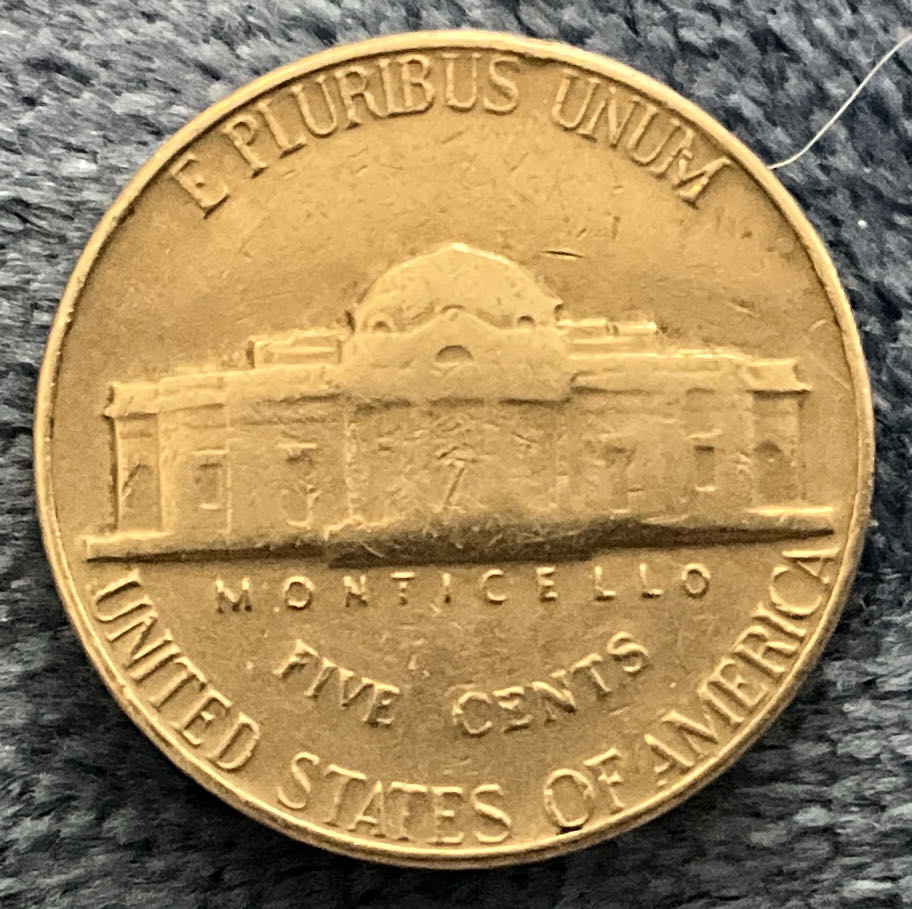 E PLURIBUS UNUM
MONTICELLO
FIVE CENTS
UNITED STATES OF AMERICA